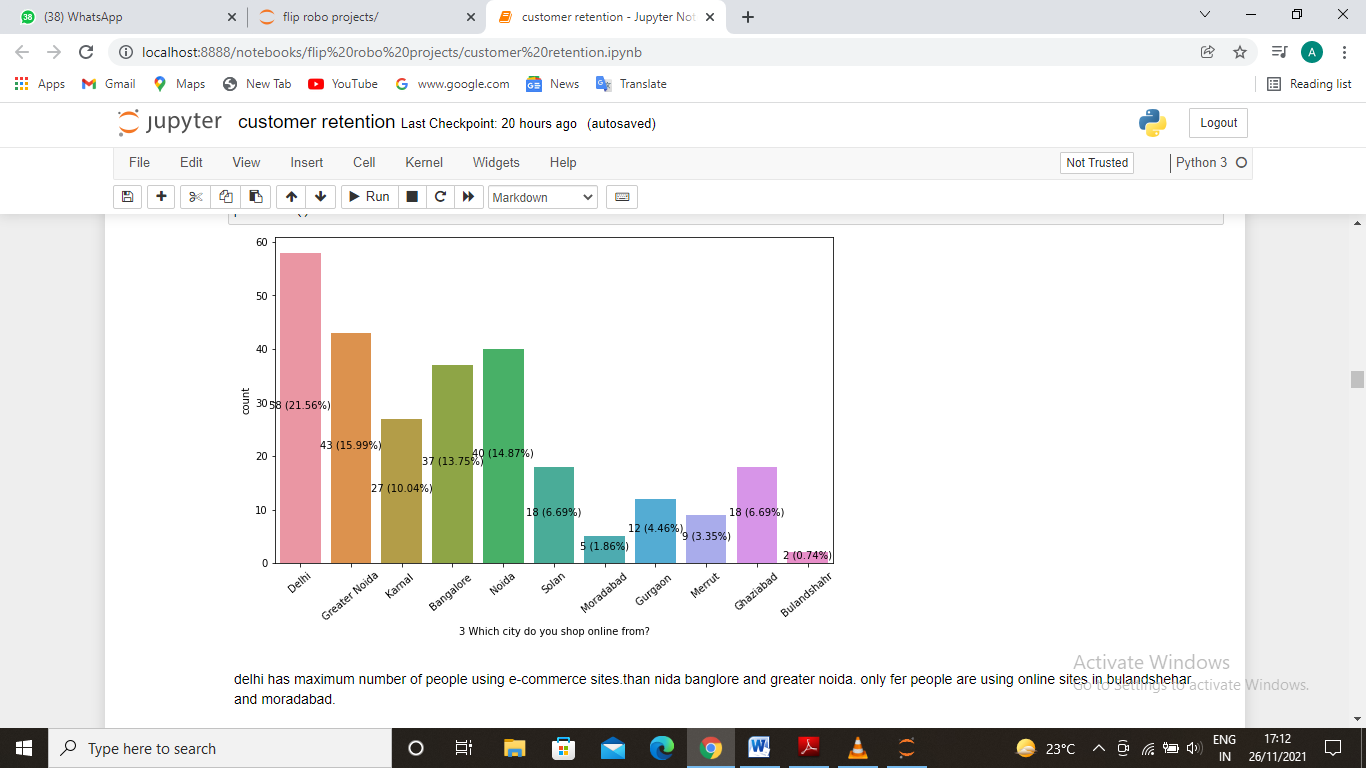 (38) WhatsApp
flip robo projects/
customer retention - Jupyter Not
localhost:8888/notebooks/flip%20robo%20projects/customer%20retention.ipynb
A
Apps Gmail Maps New Tab YouTube www.google.com News Translate Reading list
jupyter customer retention Last Checkpoint: 20 hours ago (autosaved) Logout
File Edit View Insert Cell Kernel Widgets Help Not Trusted Python 3
Run Markdown
60
50
40
30
20
10
0
count
58 (21.56%)
43 (15.99%)
27 (10.04%)
37 (13.75%)
40 (14.87%)
18 (6.69%)
5 (1.86%)
12 (4.46%)
9 (3.35%)
18 (6.69%)
2 (0.74%)
Delhi
Greater Noida
Karnal
Bangalore
Noida
Solan
Moradabad
Gurgaon
Merrut
Ghaziabad
Bulandshahr
3 Which city do you shop online from?
delhi has maximum number of people using e-commerce sites.than nida banglore and greater noida. only fer people are using online sites in bulandshehar
and moradabad.
Activate Windows
Go to Settings to activate Windows.
Type here to search
23°C
ENG
IN
17:12
26/11/2021